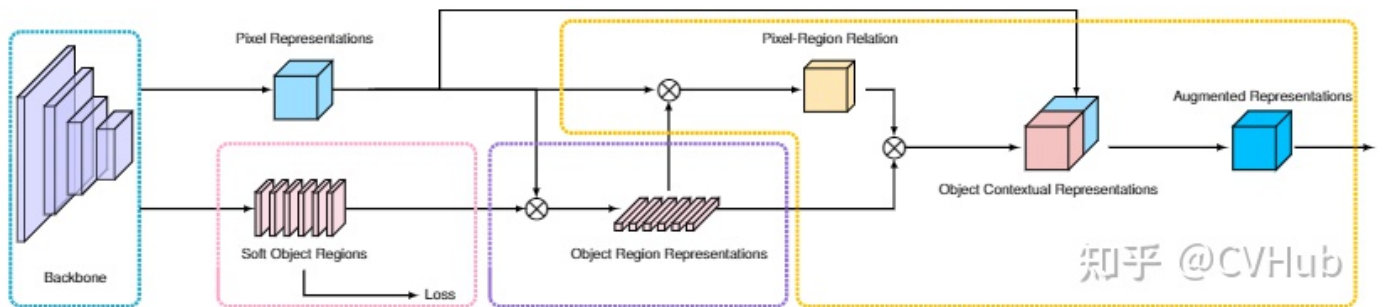 Pixel Representations
Pixel-Region Relation
Augmented Representations
Object Contextual Representations
Soft Object Regions
Object Region Representations
Backbone
Loss
知乎 @CVHub